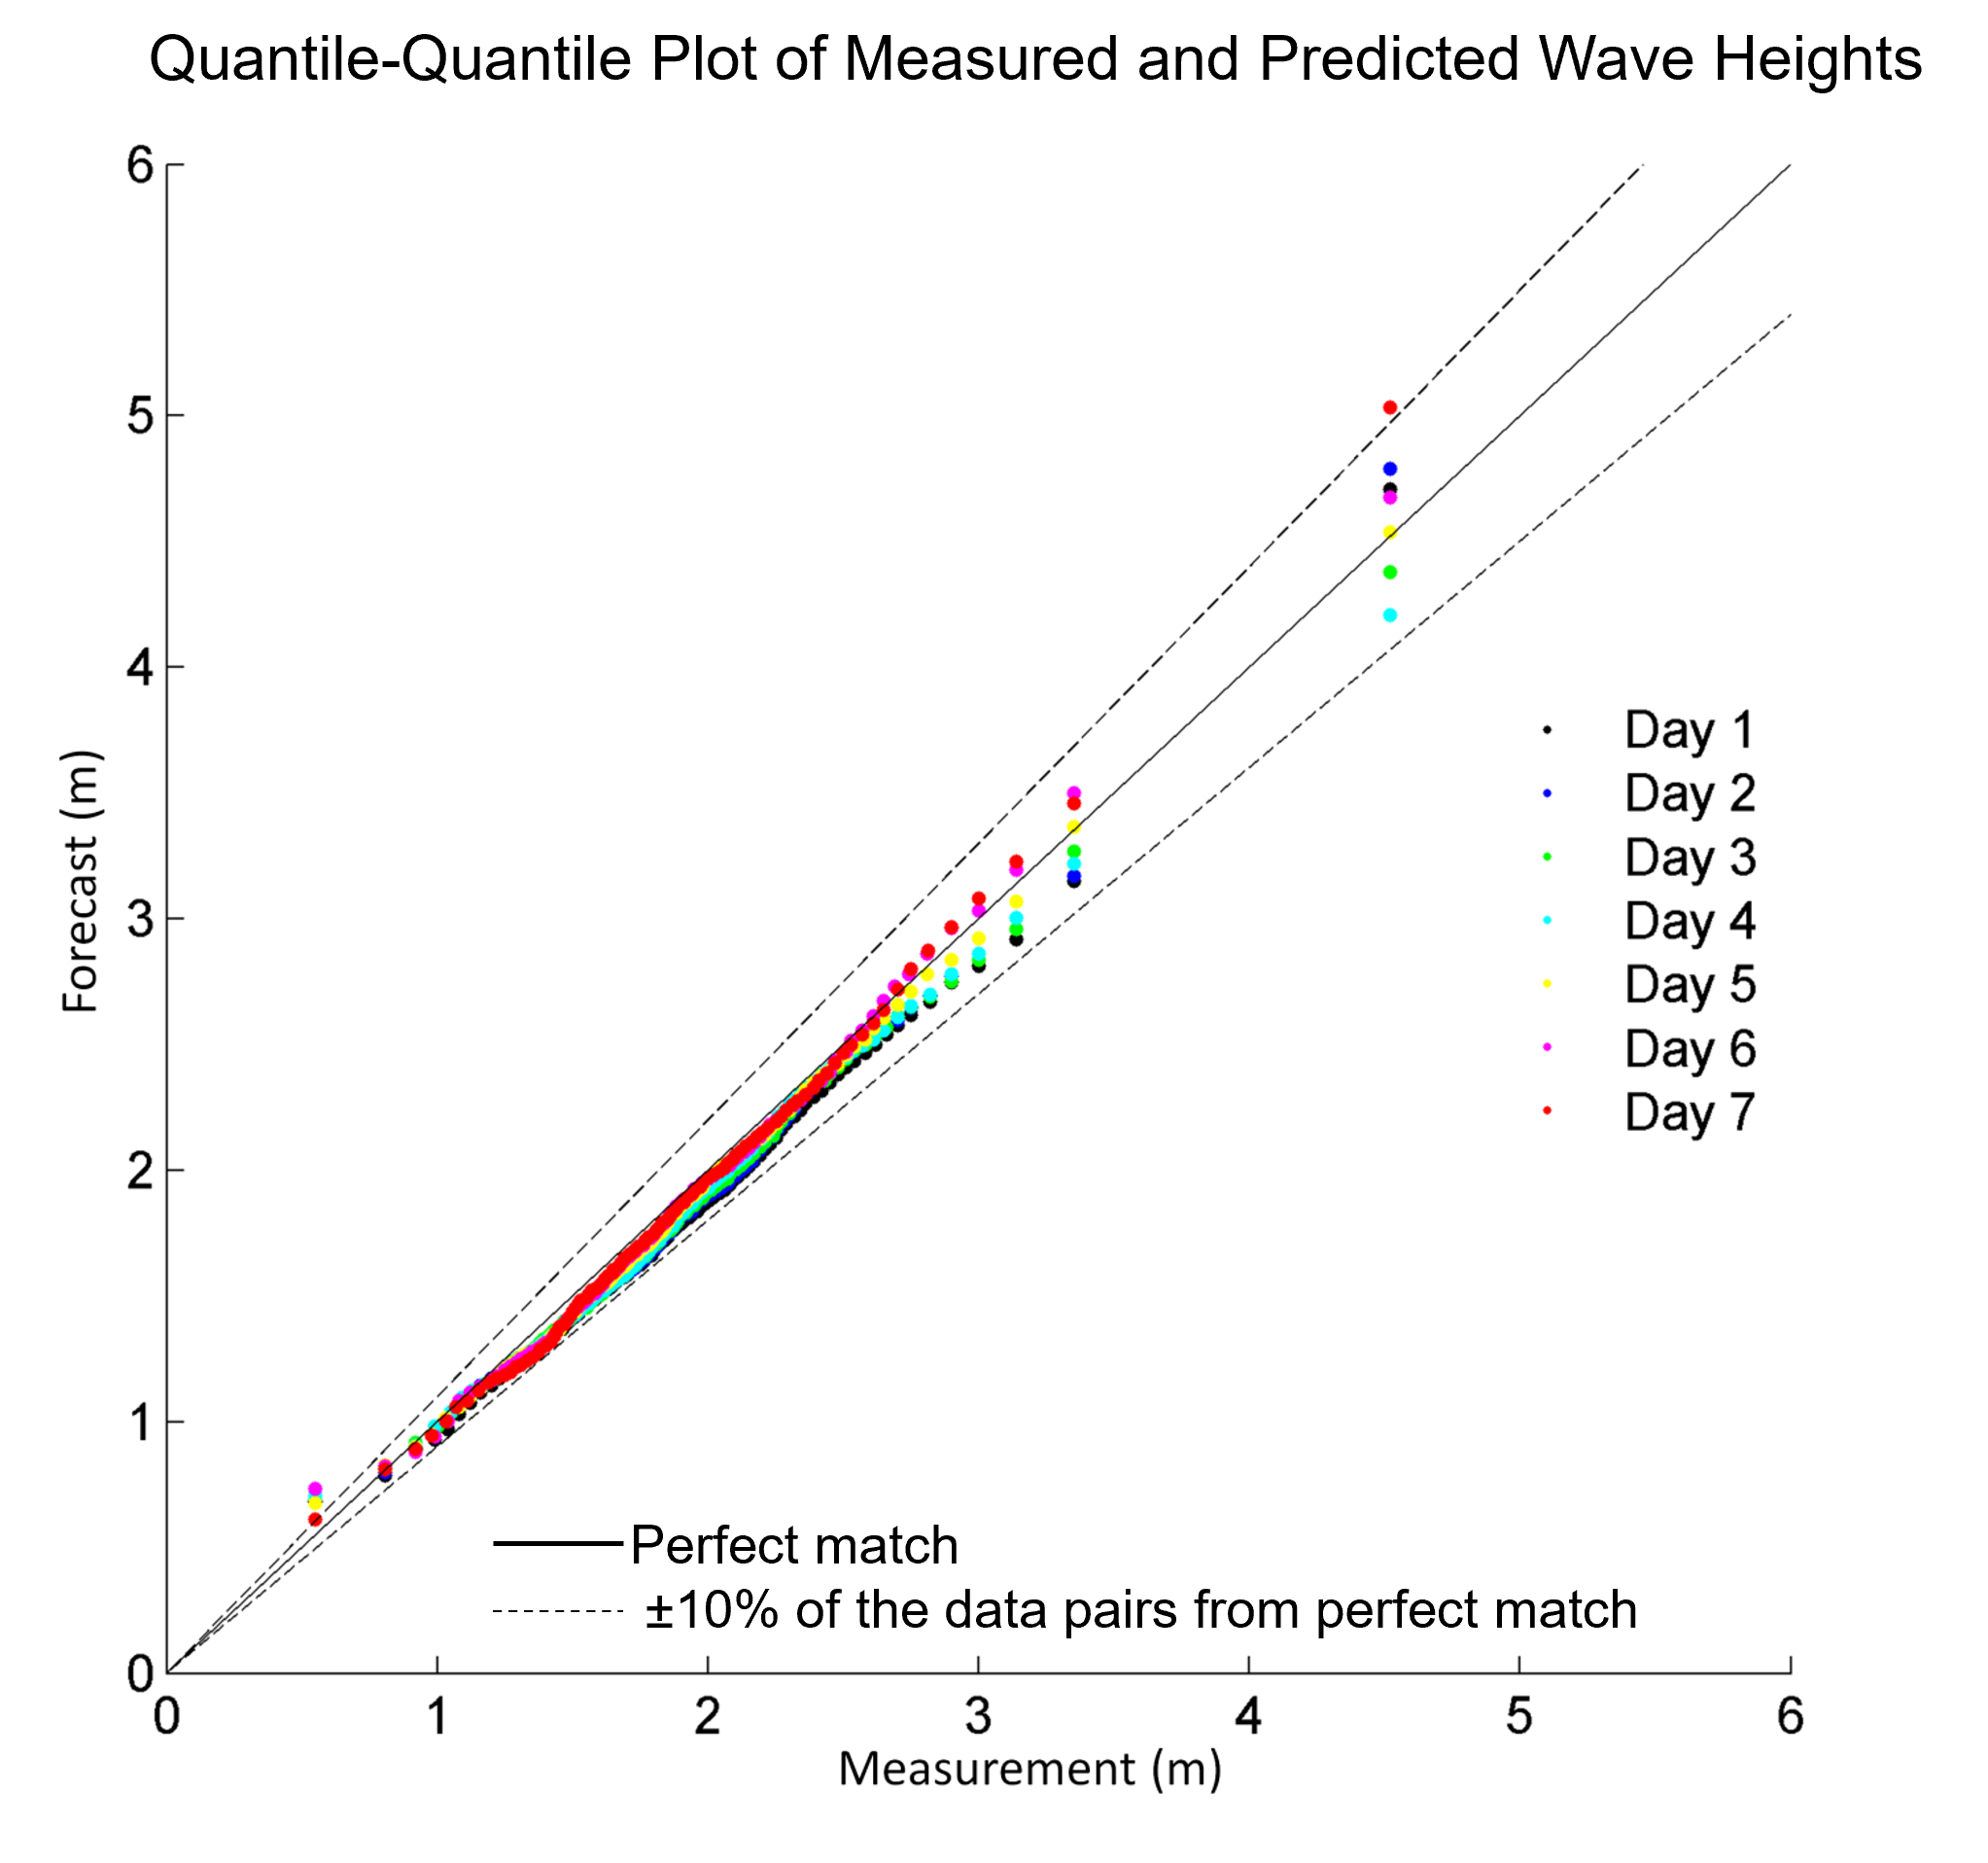 Quantile-Quantile Plot of Measured and Predicted Wave Heights
6
5
4
3
2
1
0
Forecast (m)
Day 1
Day 2
Day 3
Day 4
Day 5
Day 6
Day 7
Perfect match
±10% of the data pairs from perfect match
0 1 2 3 4 5 6
Measurement (m)